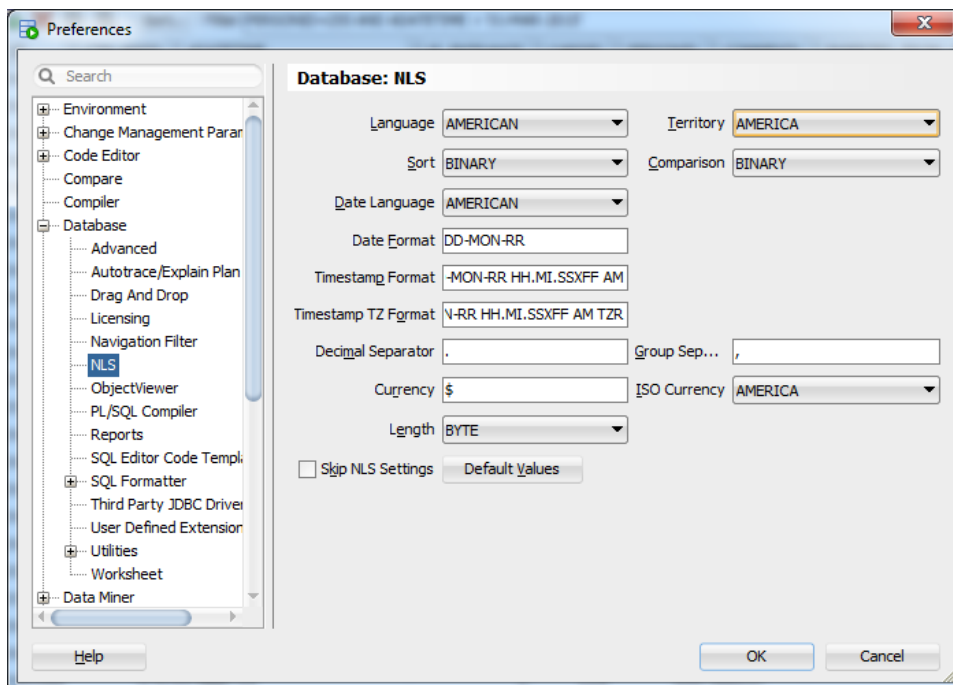 Preferences
Search
Environment
Change Management Parar
Code Editor
Compare
Compiler
Database
Advanced
Autotrace/Explain Plan
Drag And Drop
Licensing
Navigation Filter
NLS
ObjectViewer
PL/SQL Compiler
Reports
SQL Editor Code Templa
SQL Formatter
Third Party JDBC Driver
User Defined Extension
Utilities
Worksheet
Data Miner
Database: NLS
Language AMERICAN Territory AMERICA
Sort BINARY Comparison BINARY
Date Language AMERICAN
Date Format DD-MON-RR
Timestamp Format -MON-RR HH.MI.SSXFF AM
Timestamp TZ Format N-RR HH.MI.SSXFF AM TZR
Decimal Separator . Group Sep... ,
Currency $ ISO Currency AMERICA
Length BYTE
Skip NLS Settings Default Values
Help OK Cancel